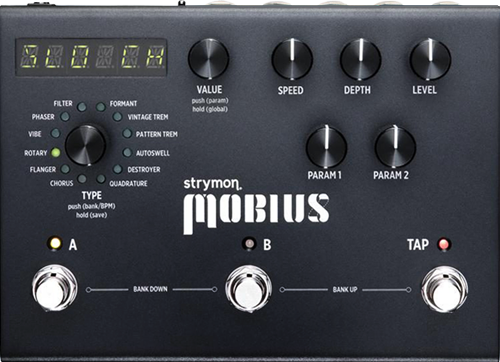 SLO CH
VALUE
push (param)
hold (global)
SPEED
DEPTH
LEVEL
FILTER
FORMANT
PHASER
VINTAGE TREM
VIBE
PATTERN TREM
ROTARY
AUTOSWELL
FLANGER
DESTROYER
CHORUS
QUADRATURE
TYPE
push (bank/BPM)
hold (save)
PARAM 1
PARAM 2
strymon.
MOBIUS
A
B
TAP
BANK DOWN
BANK UP